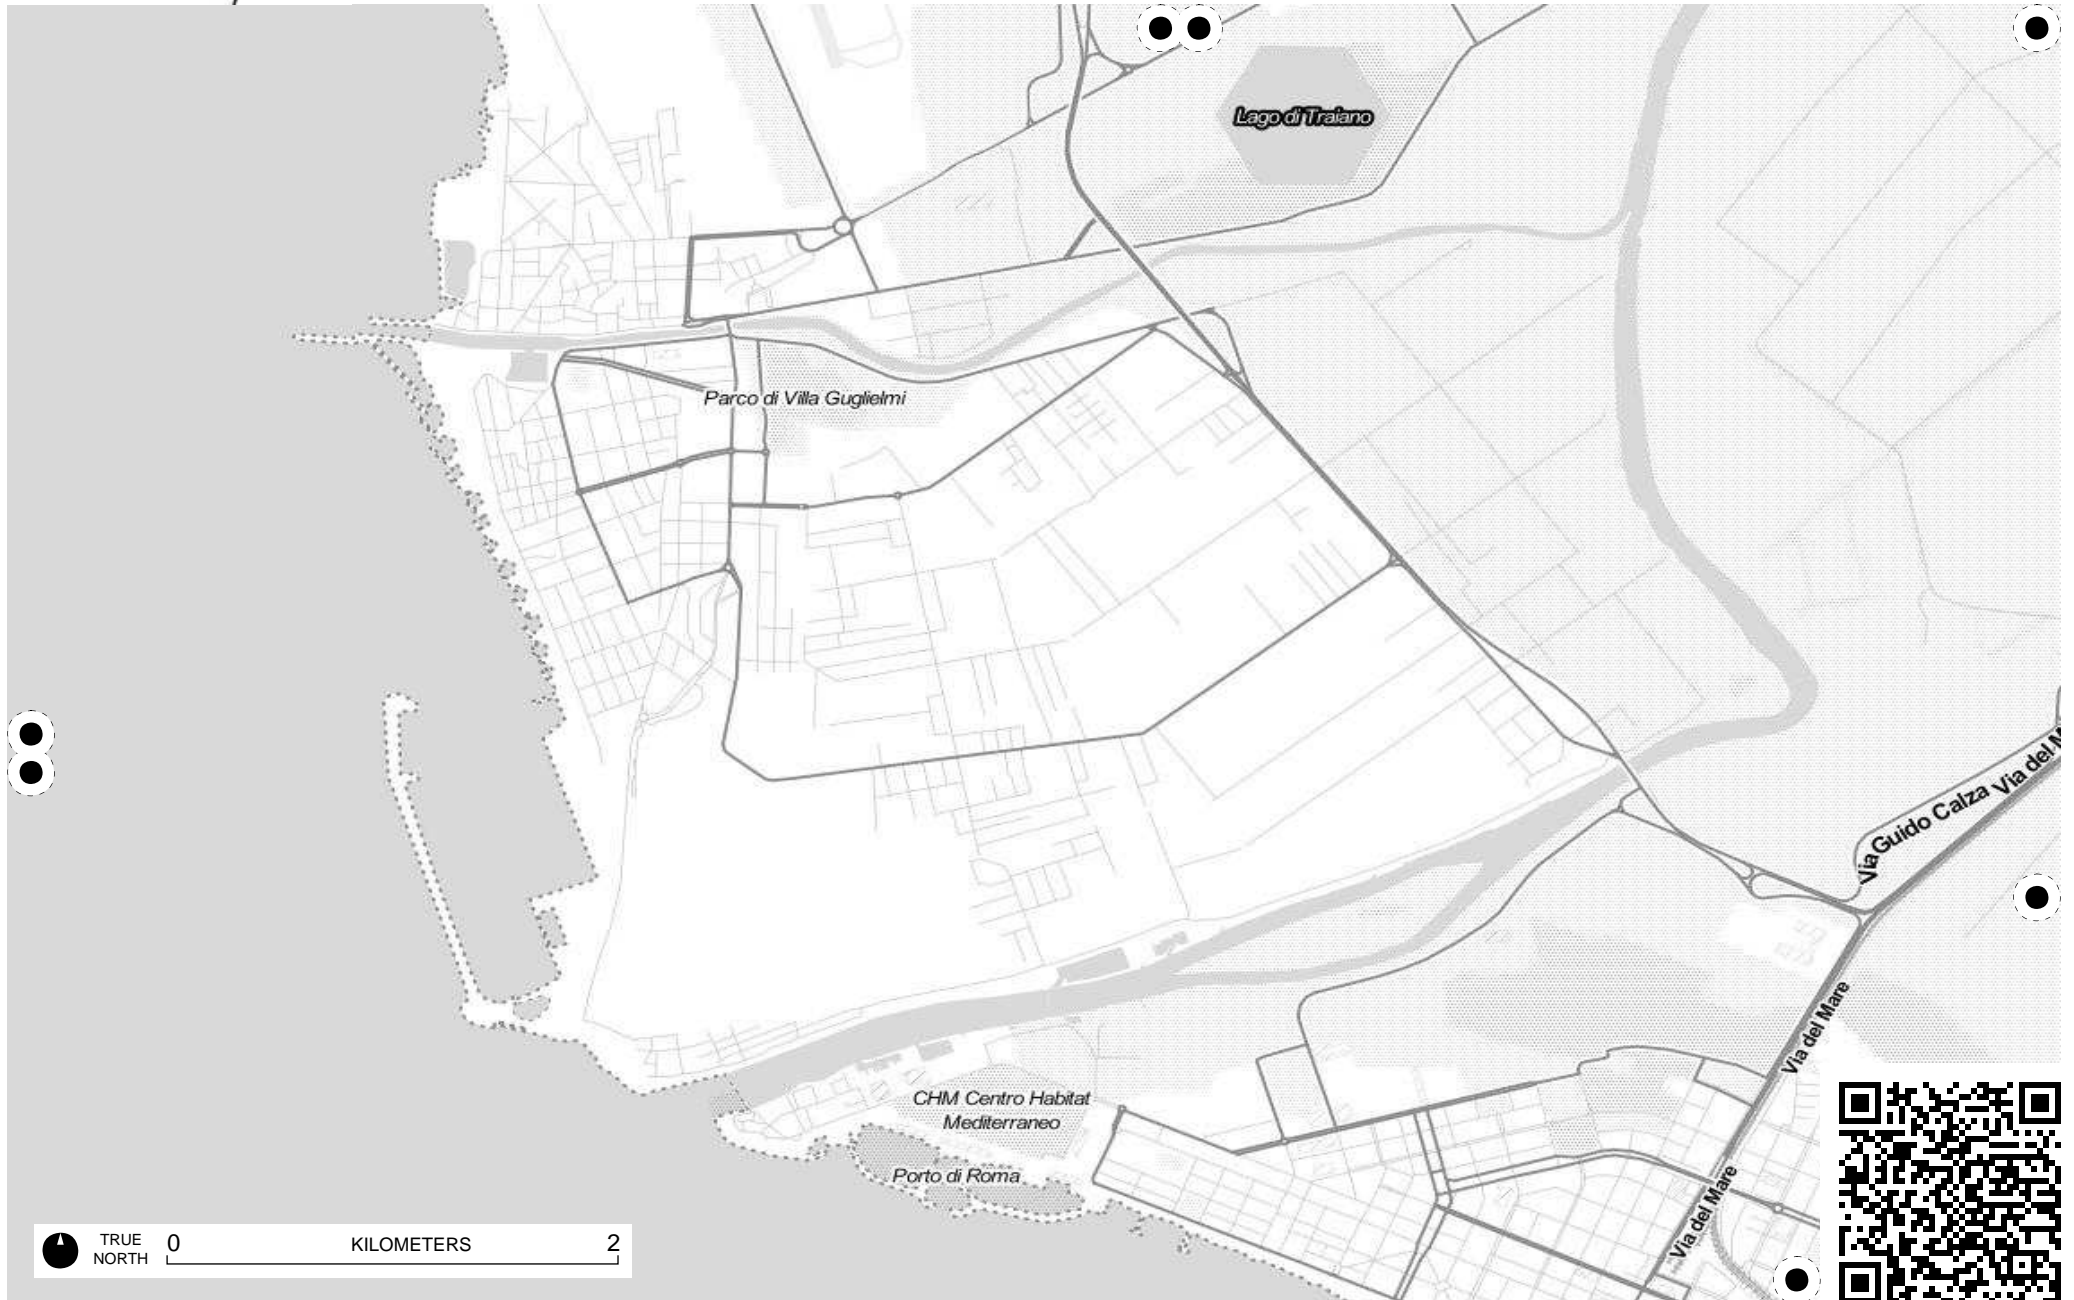 Lago di Traiano
Parco di Villa Guglielmi
Via Guido Calza
Via del M
Via del Mare
CHM Centro Habitat
Mediterraneo
Porto di Roma
Via del Mare
TRUE
NORTH
0
KILOMETERS
2